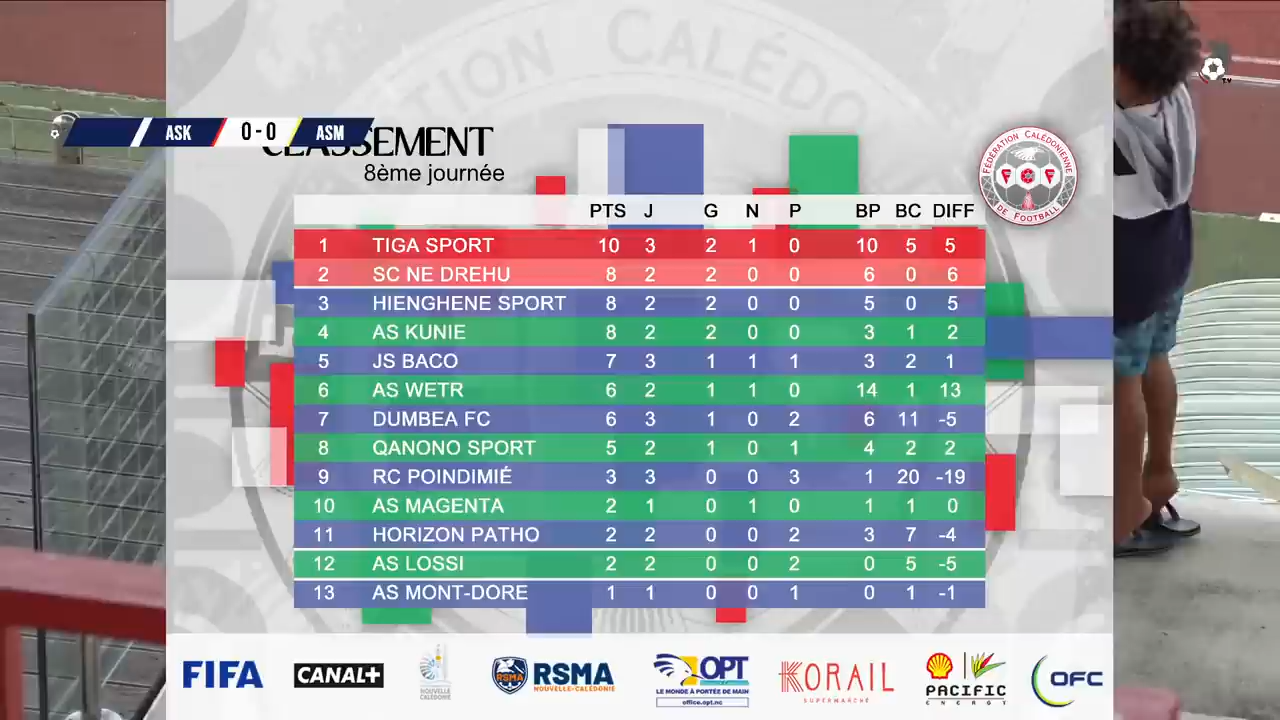 ASK 0-0 ASM
CLASSEMENT
8ème journée
FÉDÉRATION CALÉDONIENNE
DE FOOTBALL
PTS J G N P BP BC DIFF
1 TIGA SPORT 10 3 2 1 0 10 5 5
2 SC NE DREHU 8 2 2 0 0 6 0 6
3 HIENGHENE SPORT 8 2 2 0 0 5 0 5
4 AS KUNIE 8 2 2 0 0 3 1 2
5 JS BACO 7 3 1 1 1 3 2 1
6 AS WETR 6 2 1 1 0 14 1 13
7 DUMBEA FC 6 3 1 0 2 6 11 -5
8 QANONO SPORT 5 2 1 0 1 4 2 2
9 RC POINDIMIÉ 3 3 0 0 3 1 20 -19
10 AS MAGENTA 2 1 0 1 0 1 1 0
11 HORIZON PATHO 2 2 0 0 2 3 7 -4
12 AS LOSSI 2 2 0 0 2 0 5 -5
13 AS MONT-DORE 1 1 0 0 1 0 1 -1
FIFA
CANAL+
NOUVELLE
CALÉDONIE
RSMA
RSMA
NOUVELLE-CALÉDONIE
OPT
LE MONDE À PORTÉE DE MAIN
office.opt.nc
KORAIL
SUPERMARCHÉ
PACIFIC
ENERGY
OFC